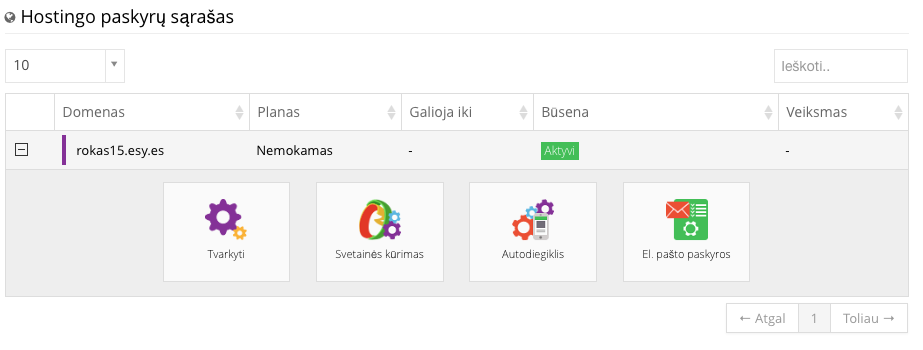 Hostingo paskyrų sąrašas
10
Ieškoti..
Domenas Planas Galioja iki Būsena Veiksmas
rokas15.esy.es Nemokamas - Aktyvi -
Tvarkyti Svetainės kūrimas Autodiegiklis El. pašto paskyros
← Atgal 1 Toliau →